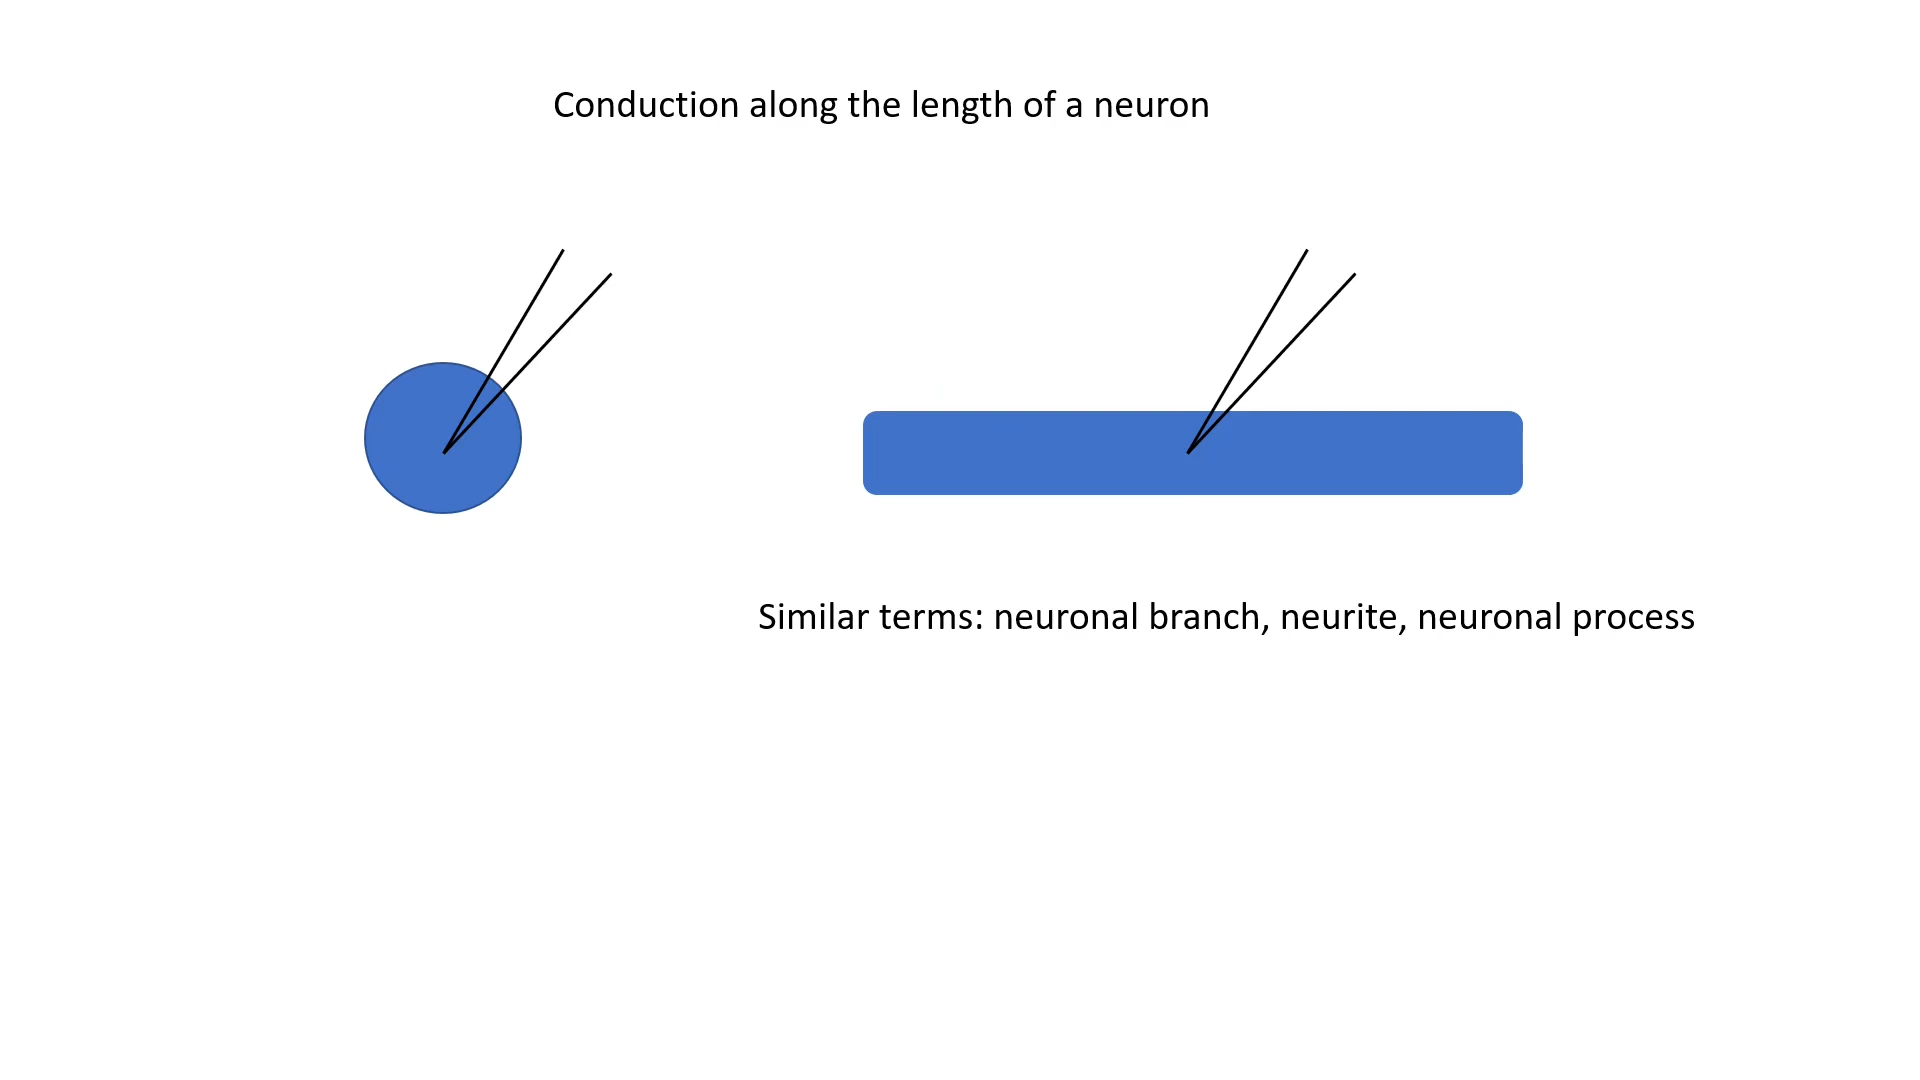 Conduction along the length of a neuron
Similar terms: neuronal branch, neurite, neuronal process